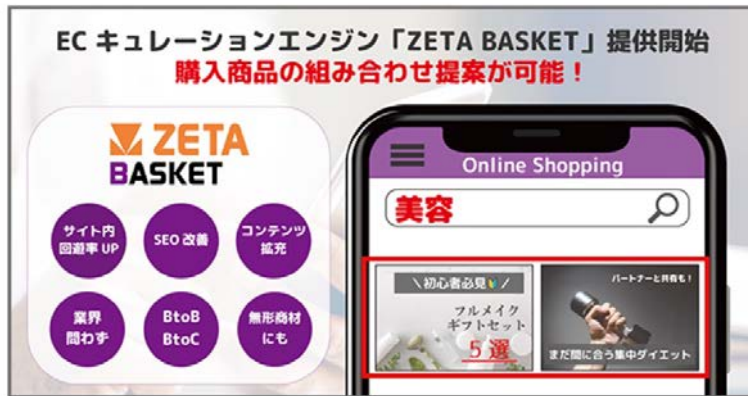 EC キュレーションエンジン「ZETA BASKET」提供開始
購入商品の組み合わせ提案が可能！
ZETA
BASKET
サイト内
回遊率 UP
SEO 改善
コンテンツ
拡充
業界
問わず
BtoB
BtoC
無形商材
にも
Online Shopping
美容
\初心者必見🔰/
フルメイク
ギフトセット
5 選
パートナーと共有も！
まだ間に合う集中ダイエット